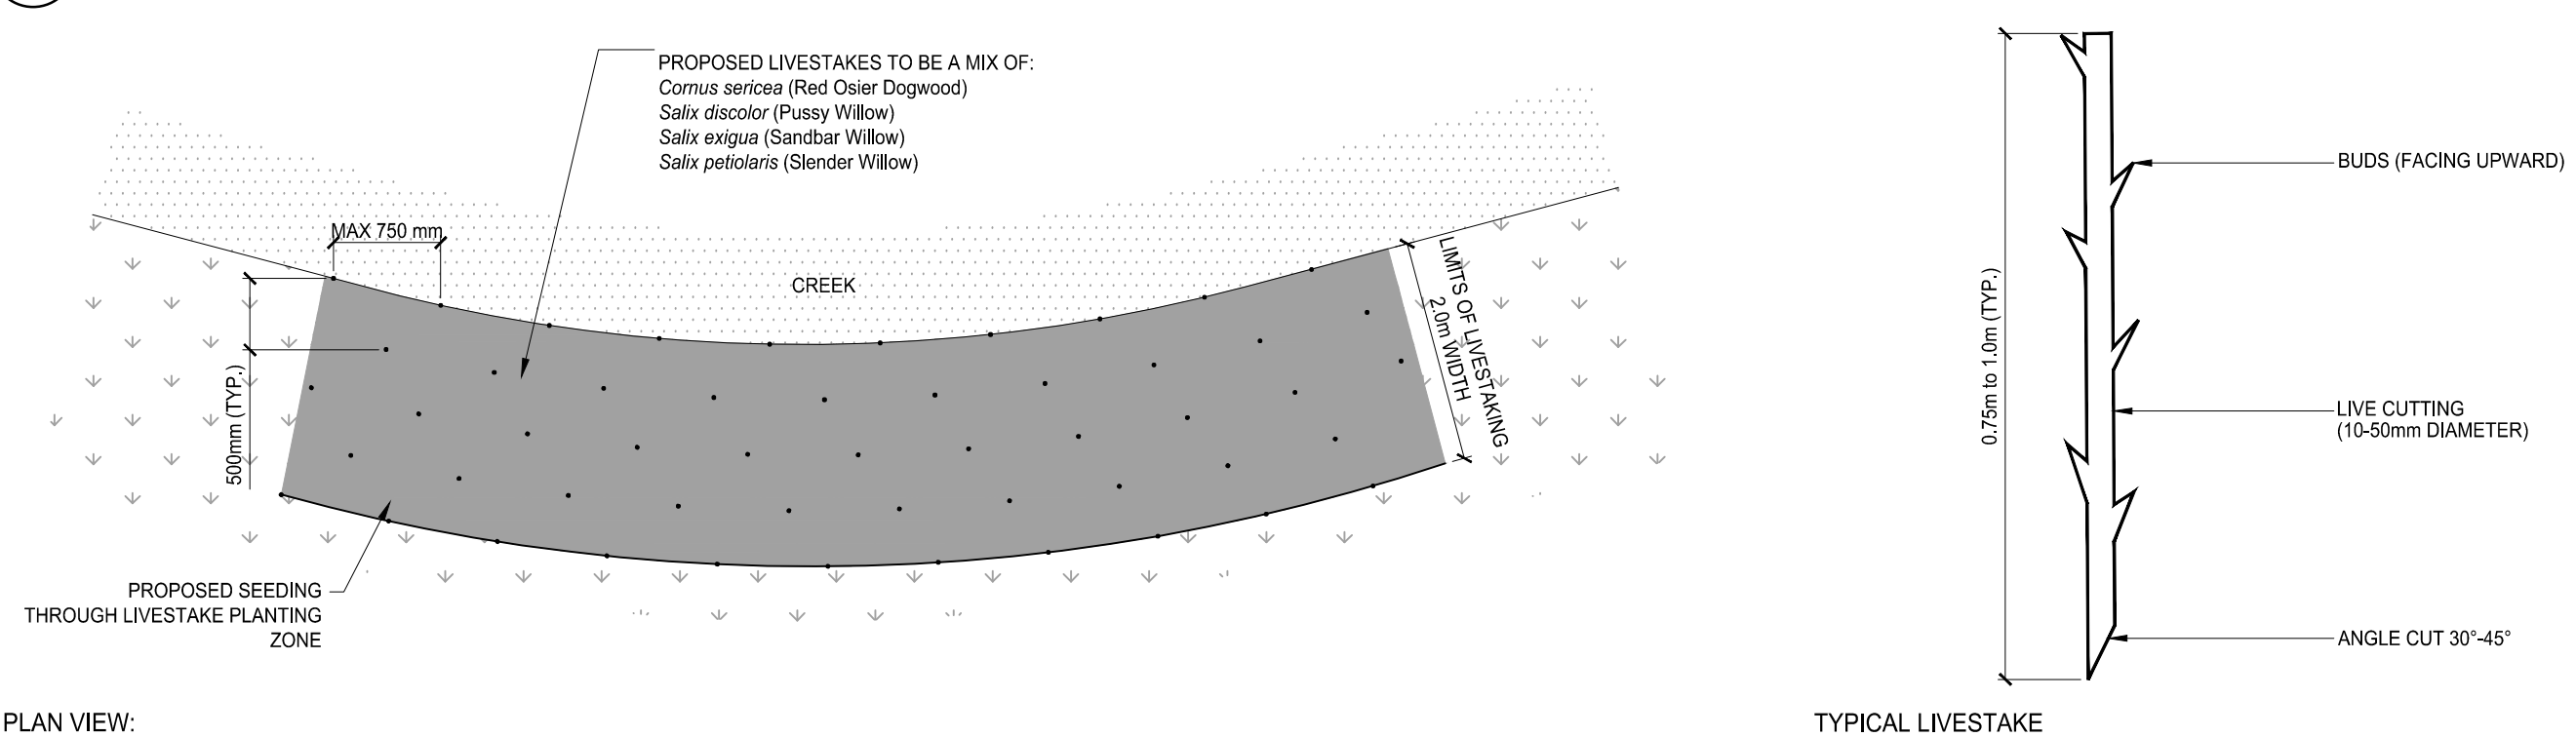 PROPOSED LIVESTAKES TO BE A MIX OF:
Cornus sericea (Red Osier Dogwood)
Salix discolor (Pussy Willow)
Salix exigua (Sandbar Willow)
Salix petiolaris (Slender Willow)
MAX 750 mm
CREEK
LIMITS OF LIVESTAKING
2.0m WIDTH
500mm (TYP.)
PROPOSED SEEDING
THROUGH LIVESTAKE PLANTING
ZONE
PLAN VIEW:
0.75m to 1.0m (TYP.)
BUDS (FACING UPWARD)
LIVE CUTTING
(10-50mm DIAMETER)
ANGLE CUT 30°-45°
TYPICAL LIVESTAKE